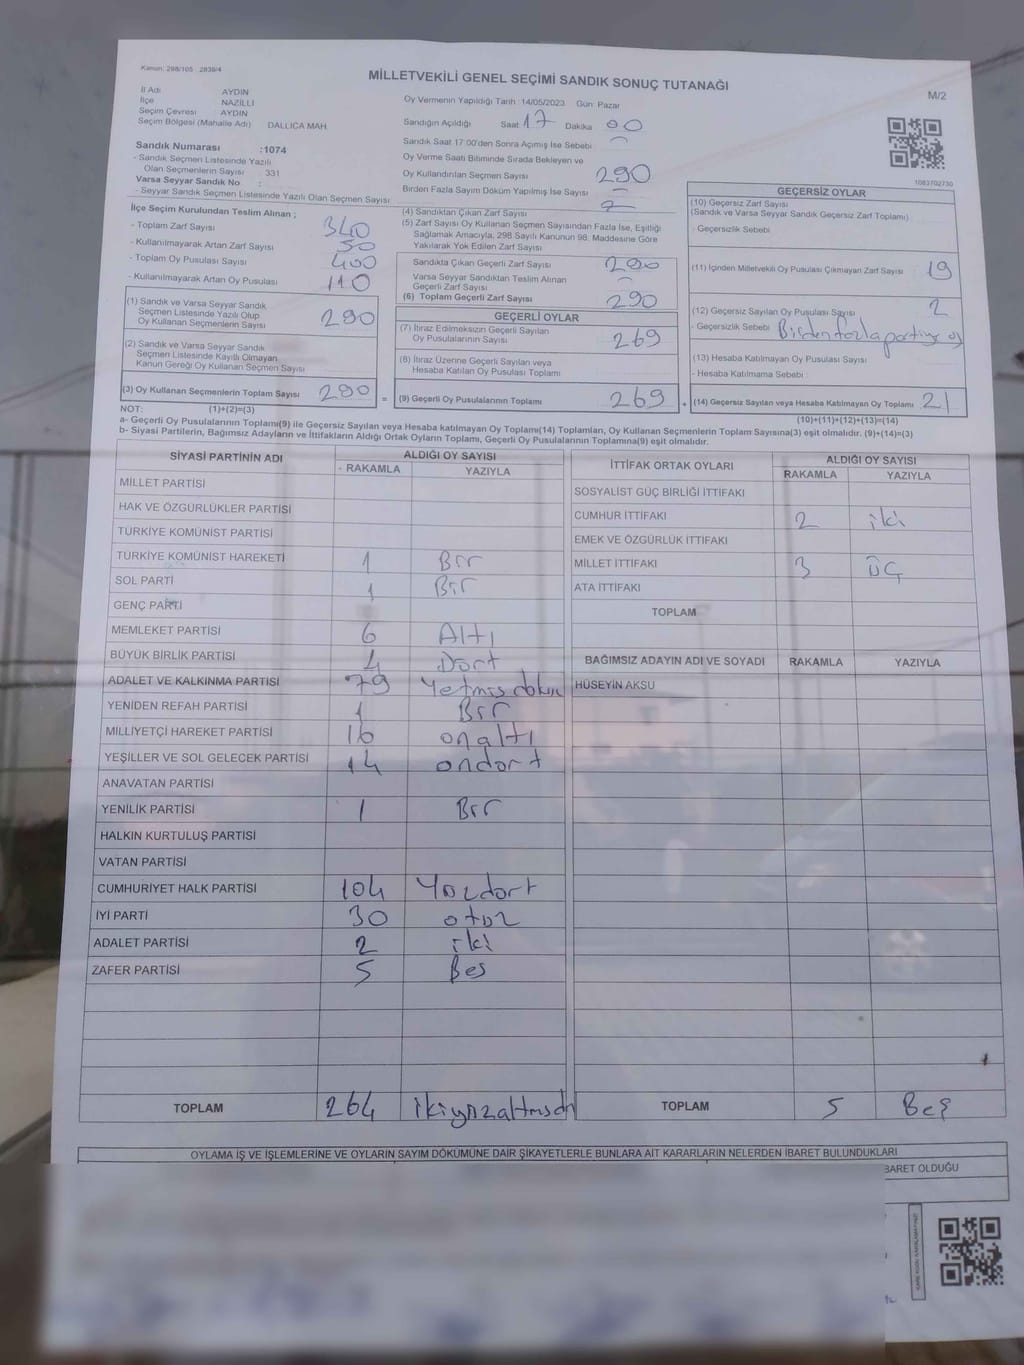 Kanun: 298/105 2839/4
MİLLETVEKİLİ GENEL SEÇİMİ SANDIK SONUÇ TUTANAĞI
M/2
İl Adı AYDIN
İlçe NAZİLLİ
Seçim Çevresi AYDIN
Seçim Bölgesi (Mahalle Adı) DALLICA MAH.
Sandık Numarası :1074
- Sandık Seçmen Listesinde Yazılı
Olan Seçmenlerin Sayısı : 331
Varsa Seyyar Sandık No :
- Seyyar Sandık Seçmen Listesinde Yazılı Olan Seçmen Sayısı
Oy Vermenin Yapıldığı Tarih :14/05/2023 Gün: Pazar
Sandığın Açıldığı Saat 17 Dakika 00
Sandık Saat 17:00'den Sonra Açımış İse Sebebi :
Oy Verme Saati Bitiminde Sırada Bekleyen ve
Oy Kullandırılan Seçmen Sayısı 290
Birden Fazla Sayım Döküm Yapılmış İse Sayısı
1083702730
İlçe Seçim Kurulundan Teslim Alınan ;
- Toplam Zarf Sayısı 340
- Kullanılmayarak Artan Zarf Sayısı 50
- Toplam Oy Pusulası Sayısı 400
- Kullanılmayarak Artan Oy Pusulası 110
(1) Sandık ve Varsa Seyyar Sandık
Seçmen Listesinde Yazılı Olup
Oy Kullanan Seçmenlerin Sayısı 290
(2) Sandık ve Varsa Seyyar Sandık
Seçmen Listesinde Kayıtlı Olmayan
Kanun Gereği Oy Kullanan Seçmen Sayısı
(3) Oy Kullanan Seçmenlerin Toplam Sayısı 290 =
(4) Sandıktan Çıkan Zarf Sayısı
(5) Zarf Sayısı Oy Kullanan Seçmen Sayısından Fazla İse, Eşitliği
Sağlamak Amacıyla, 298 Sayılı Kanunun 98. Maddesine Göre
Yakılarak Yok Edilen Zarf Sayısı
Sandıkta Çıkan Geçerli Zarf Sayısı 290
Varsa Seyyar Sandıktan Teslim Alınan
Geçerli Zarf Sayısı
(6) Toplam Geçerli Zarf Sayısı 290
GEÇERLİ OYLAR
(7) İtiraz Edilmeksizin Geçerli Sayılan
Oy Pusulalarının Sayısı 269
(8) İtiraz Üzerine Geçerli Sayılan veya
Hesaba Katılan Oy Pusulası Toplamı
(9) Geçerli Oy Pusulalarının Toplamı 269
GEÇERSİZ OYLAR
(10) Geçersiz Zarf Sayısı
(Sandık ve Varsa Seyyar Sandık Geçersiz Zarf Toplamı)
- Geçersizlik Sebebi
(11) İçinden Milletvekili Oy Pusulası Çıkmayan Zarf Sayısı 19
(12) Geçersiz Sayılan Oy Pusulası Sayısı 2
- Geçersizlik Sebebi Birden fazla partiye oy
(13) Hesaba Katılmayan Oy Pusulası Sayısı
- Hesaba Katılmama Sebebi
(14) Geçersiz Sayılan veya Hesaba Katılmayan Oy Toplamı 21
NOT: (1)+(2)=(3)
(10)+(11)+(12)+(13)=(14)
a- Geçerli Oy Pusulalarının Toplamı(9) ile Geçersiz Sayılan veya Hesaba katılmayan Oy Toplamı(14) Toplamları, Oy Kullanan Seçmenlerin Toplam Sayısına(3) eşit olmalıdır. (9)+(14)=(3)
b- Siyasi Partilerin, Bağımsız Adayların ve İttifakların Aldığı Ortak Oyların Toplamı, Geçerli Oy Pusulalarının Toplamına(9) eşit olmalıdır.
SİYASİ PARTİNİN ADI ALDIĞI OY SAYISI
RAKAMLA YAZIYLA
MİLLET PARTİSİ
HAK VE ÖZGÜRLÜKLER PARTİSİ
TÜRKİYE KOMÜNİST PARTİSİ
TÜRKİYE KOMÜNİST HAREKETİ 1 Bir
SOL PARTİ 1 Bir
GENÇ PARTİ
MEMLEKET PARTİSİ 6 Altı
BÜYÜK BİRLİK PARTİSİ 4 Dört
ADALET VE KALKINMA PARTİSİ 79 Yetmiş dokuz
YENİDEN REFAH PARTİSİ 1 Bir
MİLLİYETÇİ HAREKET PARTİSİ 16 onaltı
YEŞİLLER VE SOL GELECEK PARTİSİ 14 ondört
ANAVATAN PARTİSİ
YENİLİK PARTİSİ 1 Bir
HALKIN KURTULUŞ PARTİSİ
VATAN PARTİSİ
CUMHURİYET HALK PARTİSİ 104 Yüzdört
İYİ PARTİ 30 otuz
ADALET PARTİSİ 2 iki
ZAFER PARTİSİ 5 Beş
TOPLAM 264
İTTİFAK ORTAK OYLARI ALDIĞI OY SAYISI
RAKAMLA YAZIYLA
SOSYALİST GÜÇ BİRLİĞİ İTTİFAKI
CUMHUR İTTİFAKI 2 iki
EMEK VE ÖZGÜRLÜK İTTİFAKI
MİLLET İTTİFAKI 3 ÜÇ
ATA İTTİFAKI
TOPLAM
BAĞIMSIZ ADAYIN ADI VE SOYADI RAKAMLA YAZIYLA
HÜSEYİN AKSU
TOPLAM 5 Beş
OYLAMA İŞ VE İŞLEMLERİNE VE OYLARIN SAYIM DÖKÜMÜNE DAİR ŞİKAYETLERLE BUNLARA AİT KARARLARIN NELERDEN İBARET BULUNDUKLARI
BARET OLDUĞU